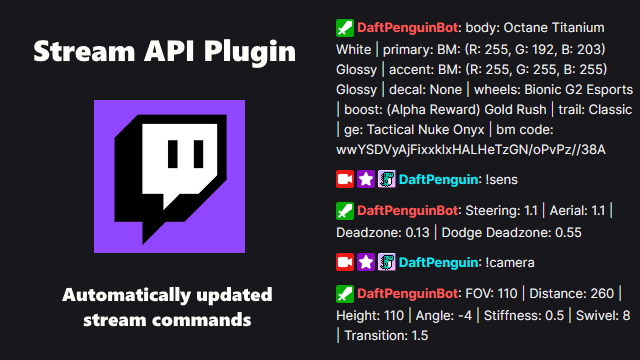 Stream API Plugin
Automatically updated
stream commands
DaftPenguinBot: body: Octane Titanium
White | primary: BM: (R: 255, G: 192, B: 203)
Glossy | accent: BM: (R: 255, G: 255, B: 255)
Glossy | decal: None | wheels: Bionic G2 Esports
| boost: (Alpha Reward) Gold Rush | trail: Classic
| ge: Tactical Nuke Onyx | bm code:
wwYSDVyAjFixxklxHALHeTzGN/oPvPz//38A
DaftPenguin: !sens
DaftPenguinBot: Steering: 1.1 | Aerial: 1.1 |
Deadzone: 0.13 | Dodge Deadzone: 0.55
DaftPenguin: !camera
DaftPenguinBot: FOV: 110 | Distance: 260 |
Height: 110 | Angle: -4 | Stiffness: 0.5 | Swivel: 8
| Transition: 1.5